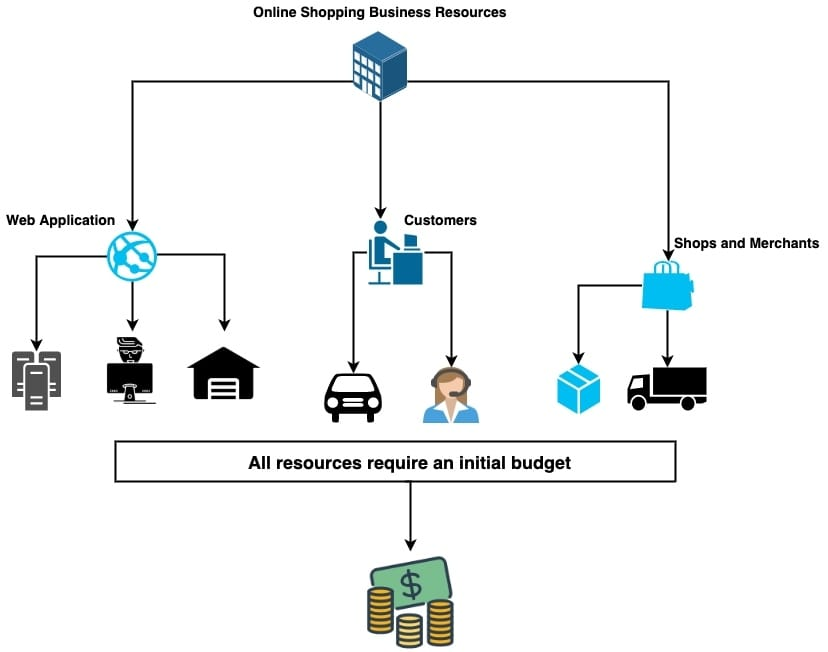 Online Shopping Business Resources
Web Application
Customers
Shops and Merchants
All resources require an initial budget
$